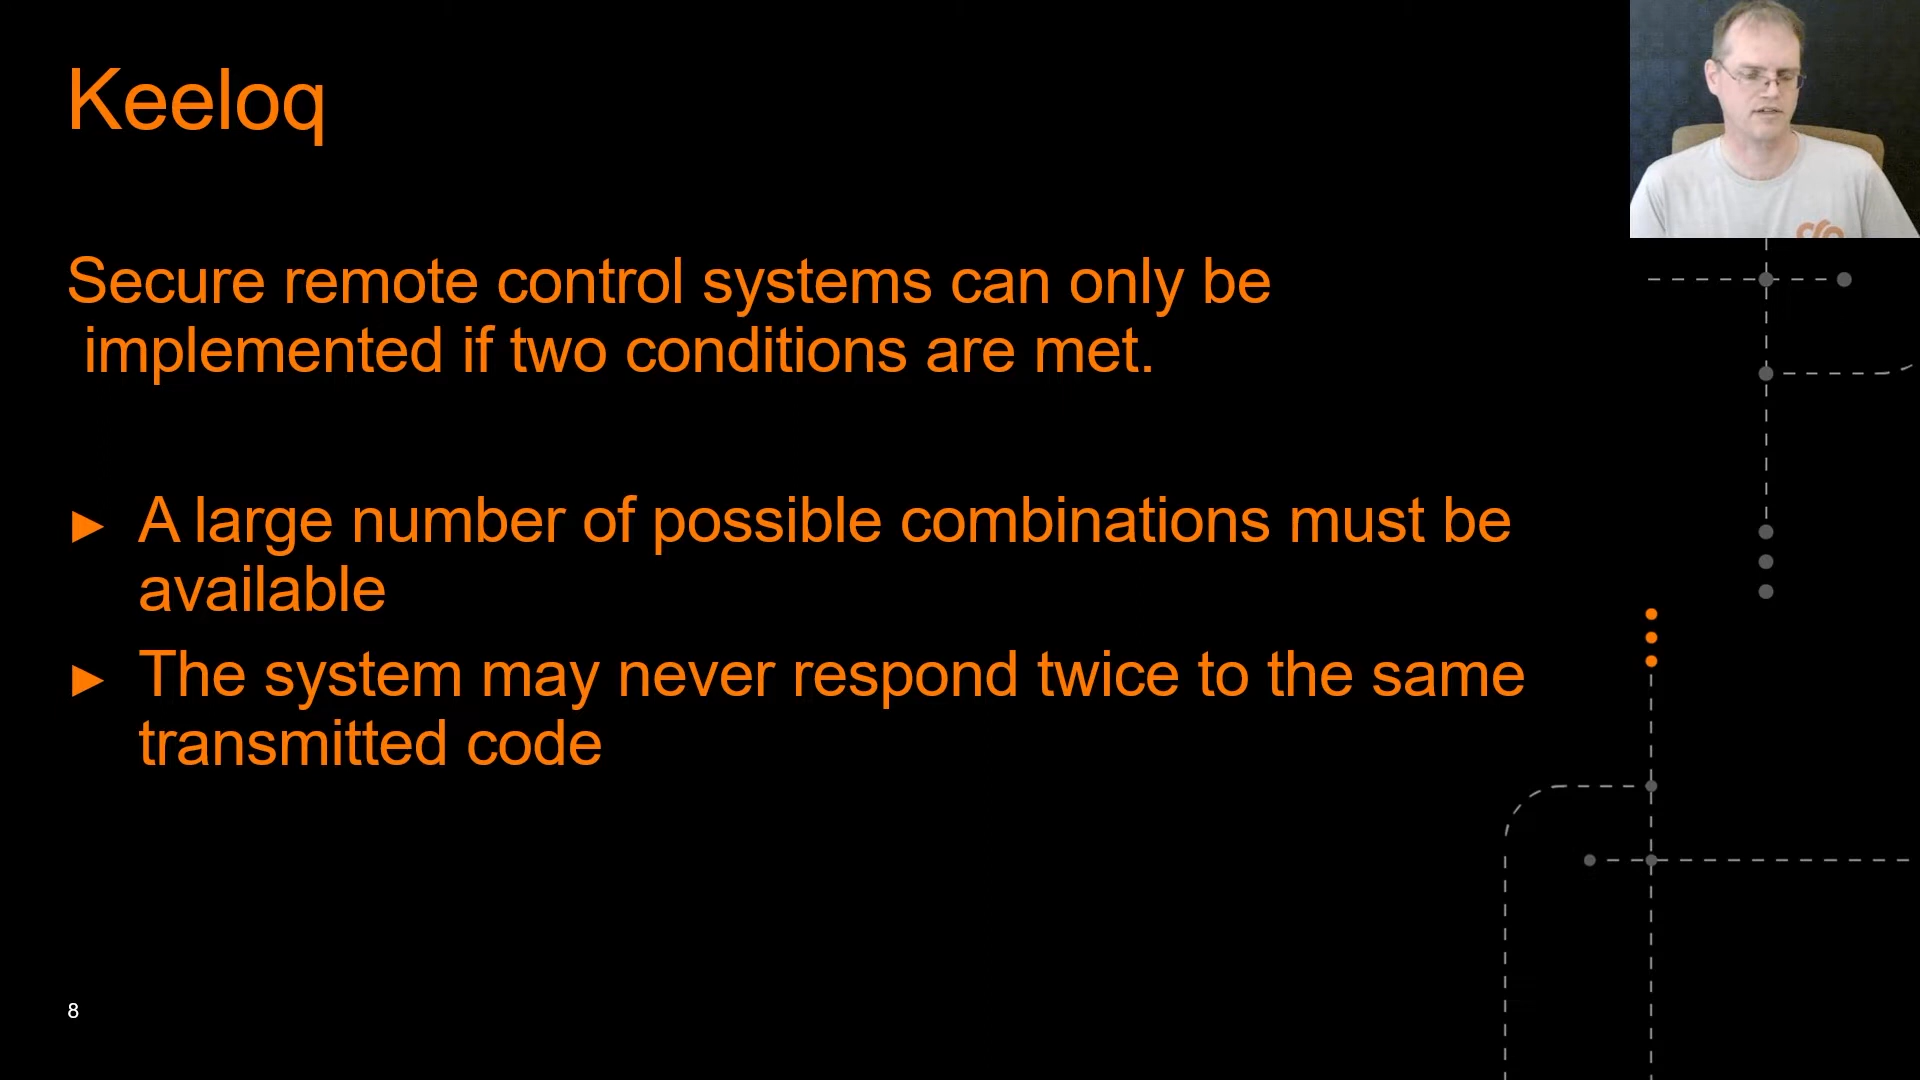 Keeloq
Secure remote control systems can only be
implemented if two conditions are met.
► A large number of possible combinations must be
available
► The system may never respond twice to the same
transmitted code
8